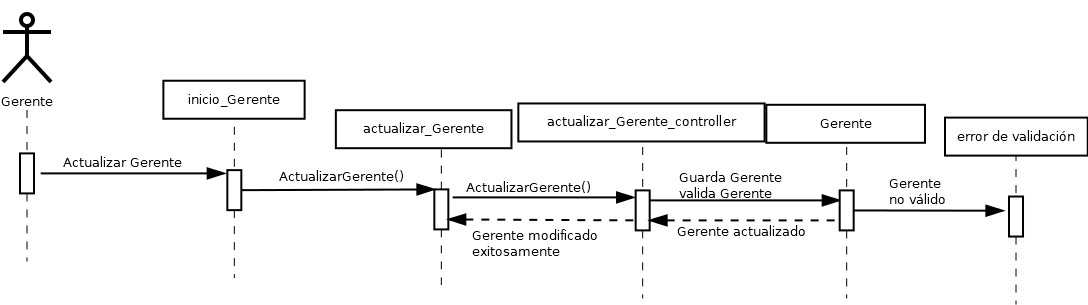 Gerente
inicio_Gerente
actualizar_Gerente
actualizar_Gerente_controller
Gerente
error de validación
Actualizar Gerente
ActualizarGerente()
ActualizarGerente()
Guarda Gerente
valida Gerente
Gerente
no válido
Gerente modificado
exitosamente
Gerente actualizado